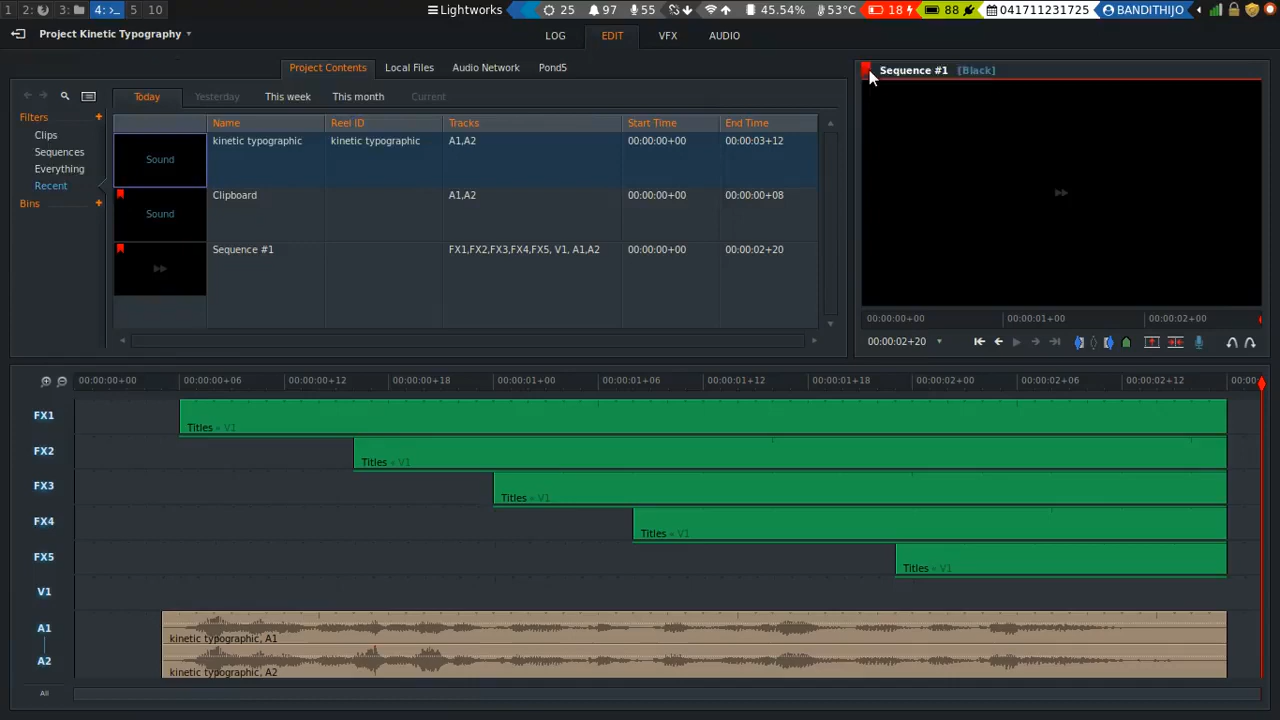 1 2: 3: 4: 5 10 Lightworks 25 97 55 45.54% 53°C 18 88 041711231725 BANDITHIJO
Project Kinetic Typography LOG EDIT VFX AUDIO
Project Contents Local Files Audio Network Pond5
Sequence #1 [Black]
Today Yesterday This week This month Current
Filters + Name Reel ID Tracks Start Time End Time
Clips
Sequences
Everything
Recent
Bins +
Sound kinetic typographic kinetic typographic A1,A2 00:00:00+00 00:00:03+12
Sound Clipboard A1,A2 00:00:00+00 00:00:00+08
Sequence #1 FX1,FX2,FX3,FX4,FX5, V1, A1,A2 00:00:00+00 00:00:02+20
00:00:00+00 00:00:01+00 00:00:02+00
00:00:02+20
00:00:00+00 00:00:00+06 00:00:00+12 00:00:00+18 00:00:01+00 00:00:01+06 00:00:01+12 00:00:01+18 00:00:02+00 00:00:02+06 00:00:02+12 00:00:
FX1 Titles « V1
FX2 Titles « V1
FX3 Titles « V1
FX4 Titles « V1
FX5 Titles « V1
V1
A1 kinetic typographic, A1
A2 kinetic typographic, A2
All